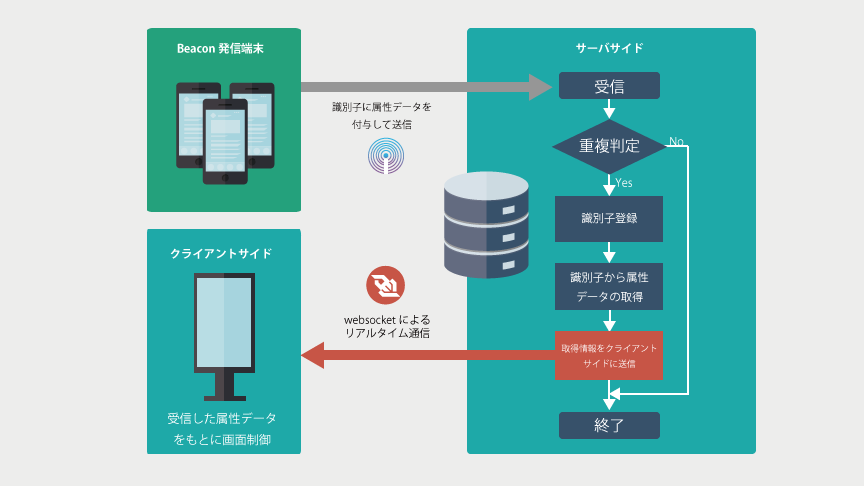 Beacon 発信端末
識別子に属性データを
付与して送信
サーバサイド
受信
重複判定
No
Yes
識別子登録
識別子から属性
データの取得
取得情報をクライアント
サイドに送信
終了
websocket による
リアルタイム通信
クライアントサイド
受信した属性データ
をもとに画面制御